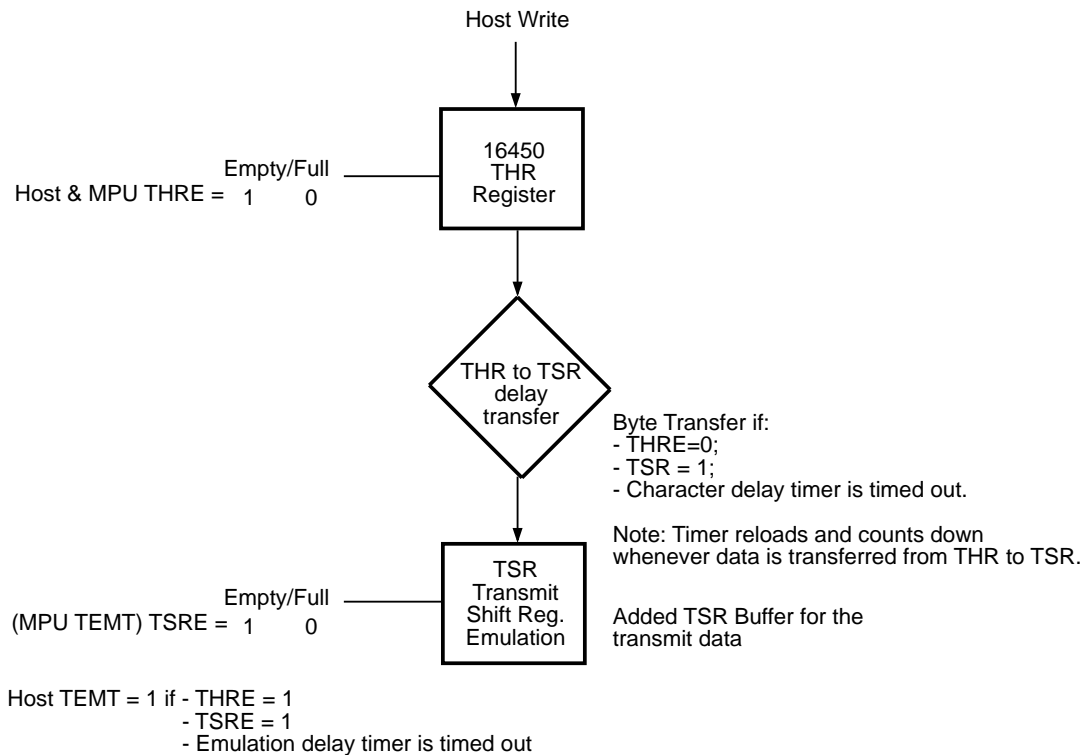 Host Write
16450
THR
Register
Empty/Full
Host & MPU THRE = 1 0
THR to TSR
delay
transfer
Byte Transfer if:
- THRE=0;
- TSR = 1;
- Character delay timer is timed out.
Note: Timer reloads and counts down
whenever data is transferred from THR to TSR.
TSR
Transmit
Shift Reg.
Emulation
Empty/Full
(MPU TEMT) TSRE = 1 0
Added TSR Buffer for the
transmit data
Host TEMT = 1 if - THRE = 1
- TSRE = 1
- Emulation delay timer is timed out